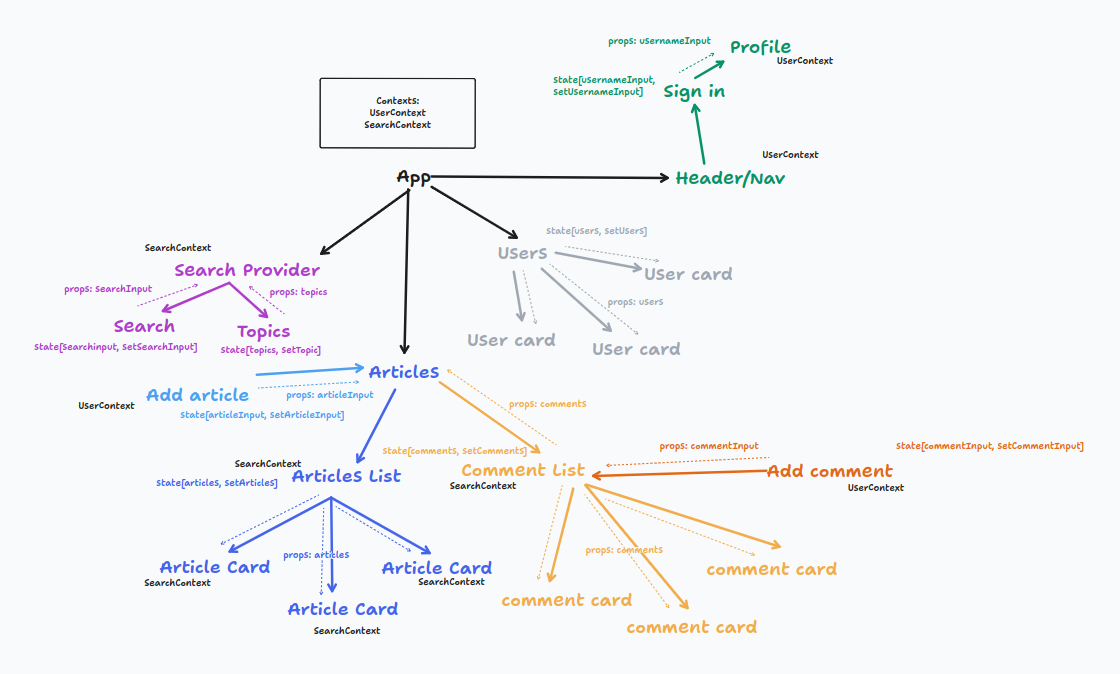 props: usernameInput
Profile
UserContext
state[usernameInput,
setUsernameInput]
Sign in
Contexts:
UserContext
SearchContext
UserContext
App
Header/Nav
state[users, setUsers]
SearchContext
Users
Search Provider
User card
props: searchInput
props: topics
props: users
Search
Topics
User card
User card
state[searchinput, setSearchInput]
state[topics, setTopic]
Articles
Add article
props: articleInput
UserContext
state[articleInput, setArticleInput]
props: comments
props: commentInput
state[commentInput, setCommentInput]
state[comments, setComments]
SearchContext
Comment List
Add comment
Articles List
state[articles, setArticles]
SearchContext
UserContext
props: articles
props: comments
Article Card
Article Card
comment card
SearchContext
SearchContext
comment card
Article Card
comment card
SearchContext